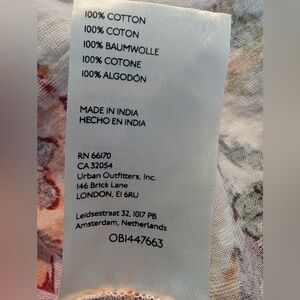 100% COTTON
100% COTON
100% BAUMWOLLE
100% COTONE
100% ALGODÓN
MADE IN INDIA
HECHO EN INDIA
RN 66170
CA 32054
Urban Outfitters, Inc.
146 Brick Lane
LONDON, E1 6RU
Leidsestraat 32, 1017 PB
Amsterdam, Netherlands
OB1447663